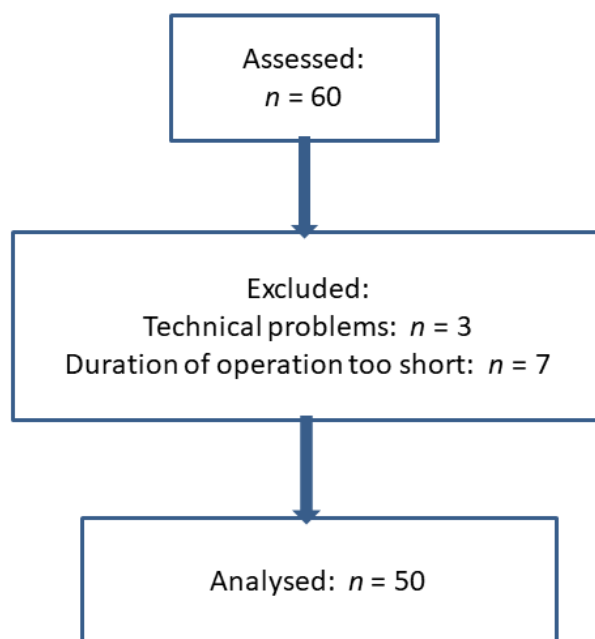 Assessed:
n = 60
Excluded:
Technical problems: n = 3
Duration of operation too short: n = 7
Analysed: n = 50